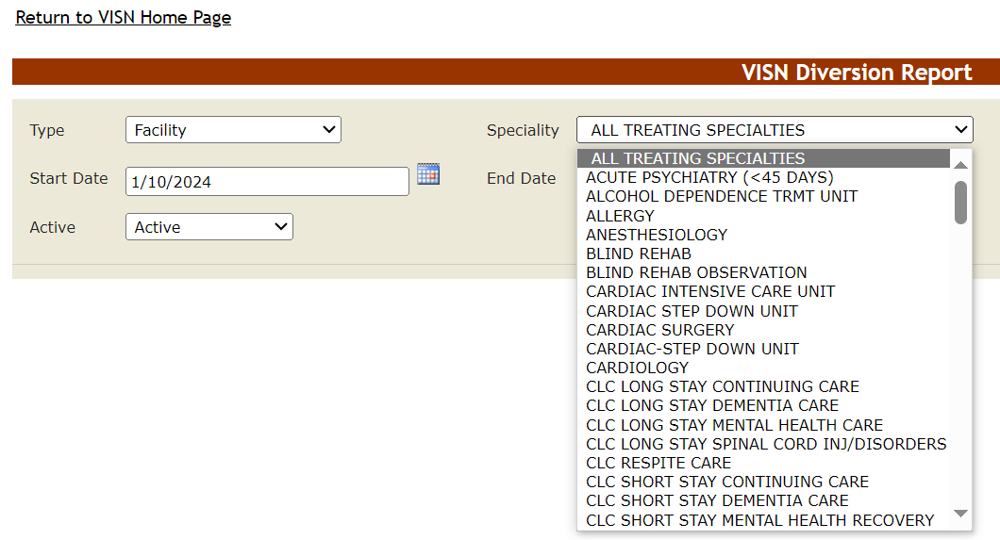 Return to VISN Home Page
VISN Diversion Report
Type Facility Speciality ALL TREATING SPECIALTIES
Start Date 1/10/2024 End Date
Active Active
ALL TREATING SPECIALTIES
ACUTE PSYCHIATRY (<45 DAYS)
ALCOHOL DEPENDENCE TRMT UNIT
ALLERGY
ANESTHESIOLOGY
BLIND REHAB
BLIND REHAB OBSERVATION
CARDIAC INTENSIVE CARE UNIT
CARDIAC STEP DOWN UNIT
CARDIAC SURGERY
CARDIAC-STEP DOWN UNIT
CARDIOLOGY
CLC LONG STAY CONTINUING CARE
CLC LONG STAY DEMENTIA CARE
CLC LONG STAY MENTAL HEALTH CARE
CLC LONG STAY SPINAL CORD INJ/DISORDERS
CLC RESPITE CARE
CLC SHORT STAY CONTINUING CARE
CLC SHORT STAY DEMENTIA CARE
CLC SHORT STAY MENTAL HEALTH RECOVERY